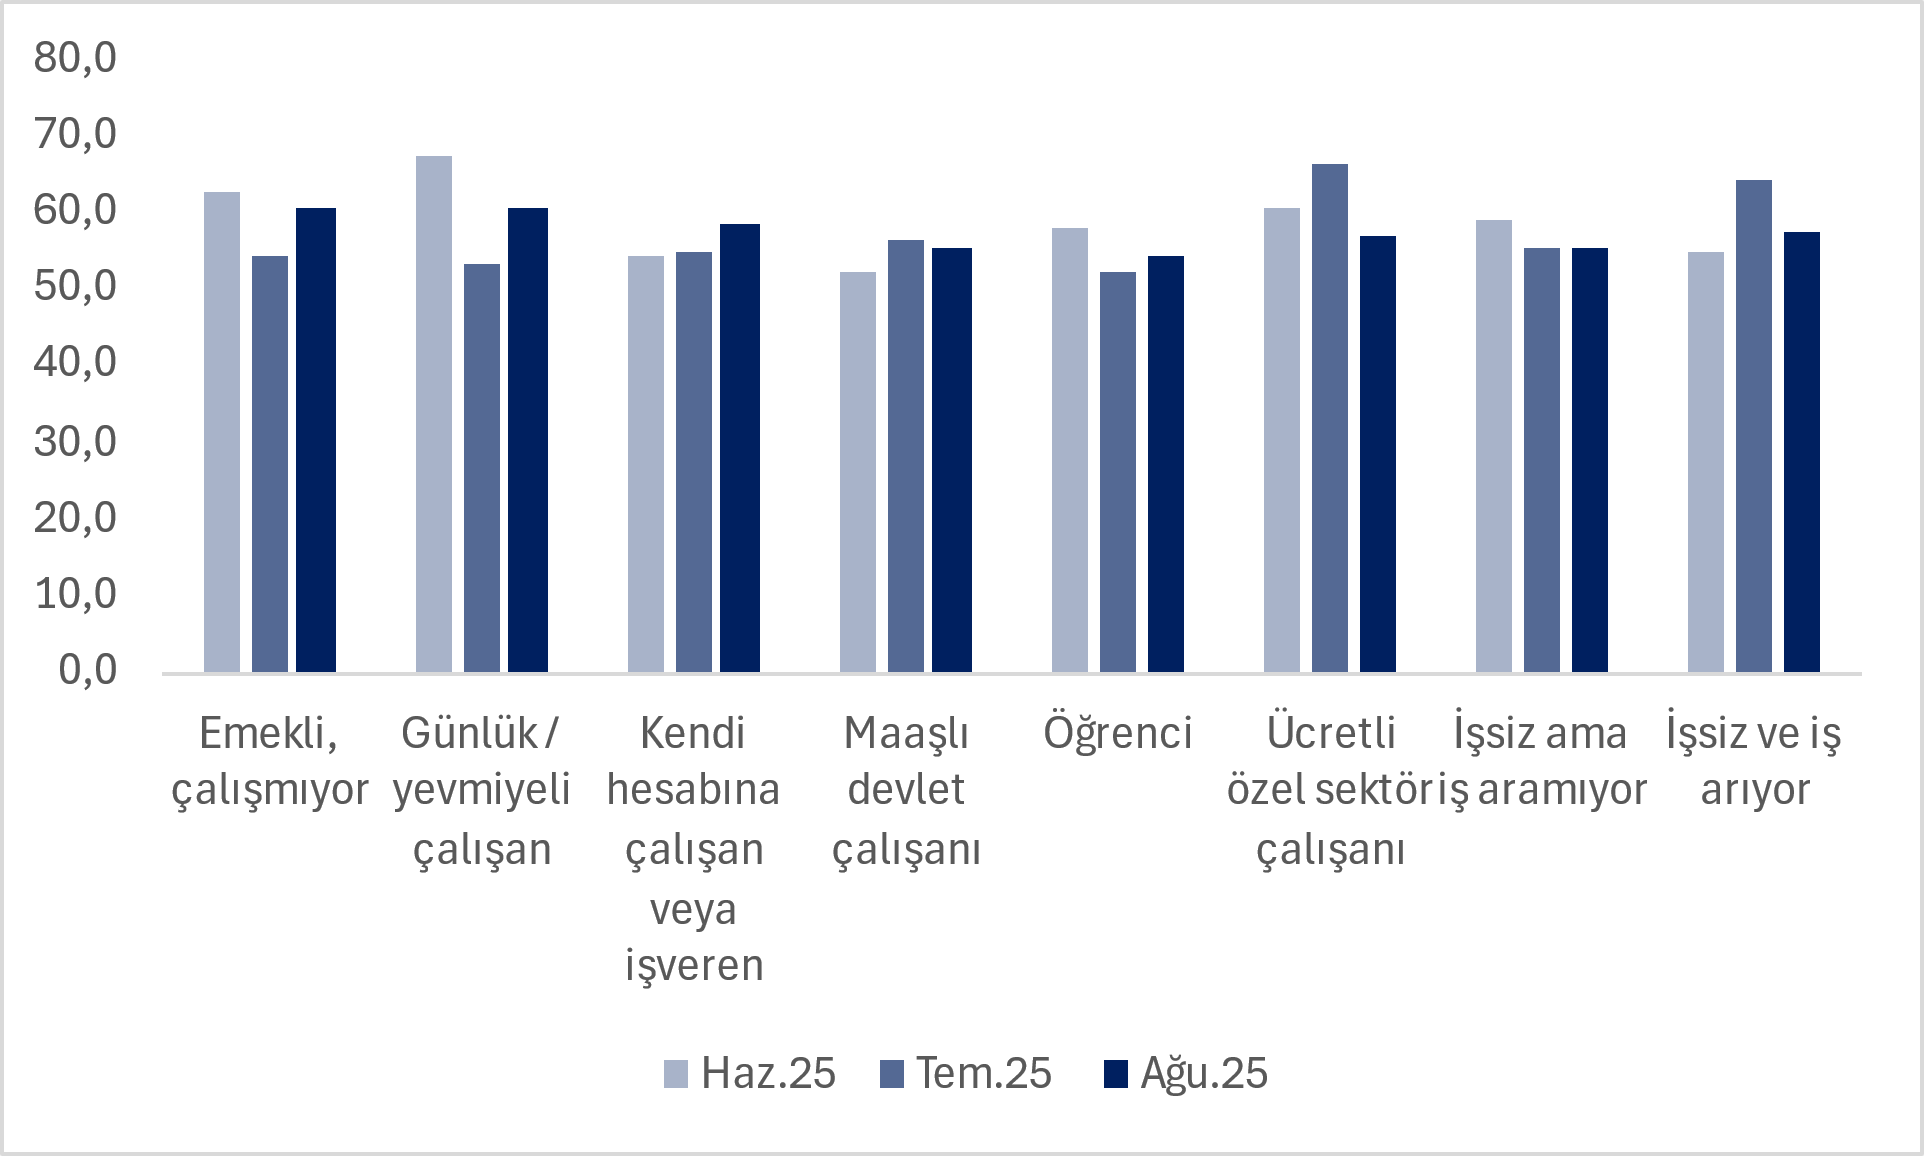 80,0
70,0
60,0
50,0
40,0
30,0
20,0
10,0
0,0
Emekli,
çalışmıyor
Günlük /
yevmiyeli
çalışan
Kendi
hesabına
çalışan
veya
işveren
Maaşlı
devlet
çalışanı
Öğrenci
Ücretli
özel sektör
çalışanı
İşsiz ama
iş aramıyor
İşsiz ve iş
arıyor
Haz.25
Tem.25
Ağu.25